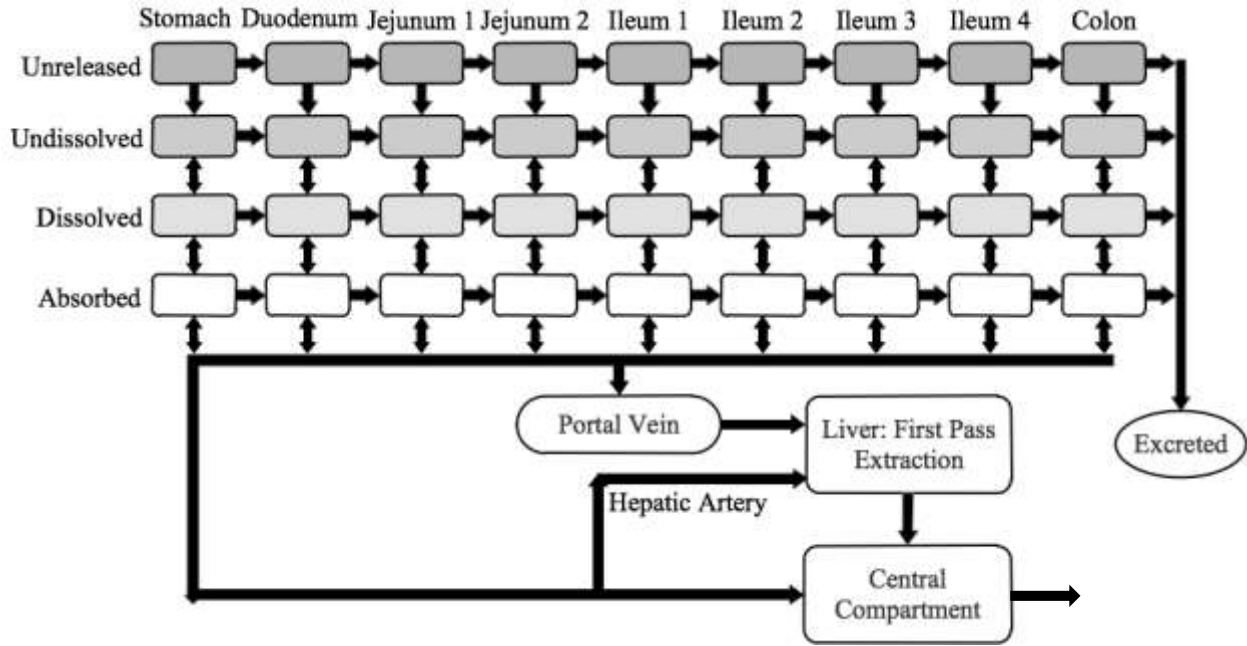 Stomach Duodenum Jejunum 1 Jejunum 2 Ileum 1 Ileum 2 Ileum 3 Ileum 4 Colon
Unreleased
Undissolved
Dissolved
Absorbed
Portal Vein
Liver: First Pass
Extraction
Excreted
Hepatic Artery
Central
Compartment